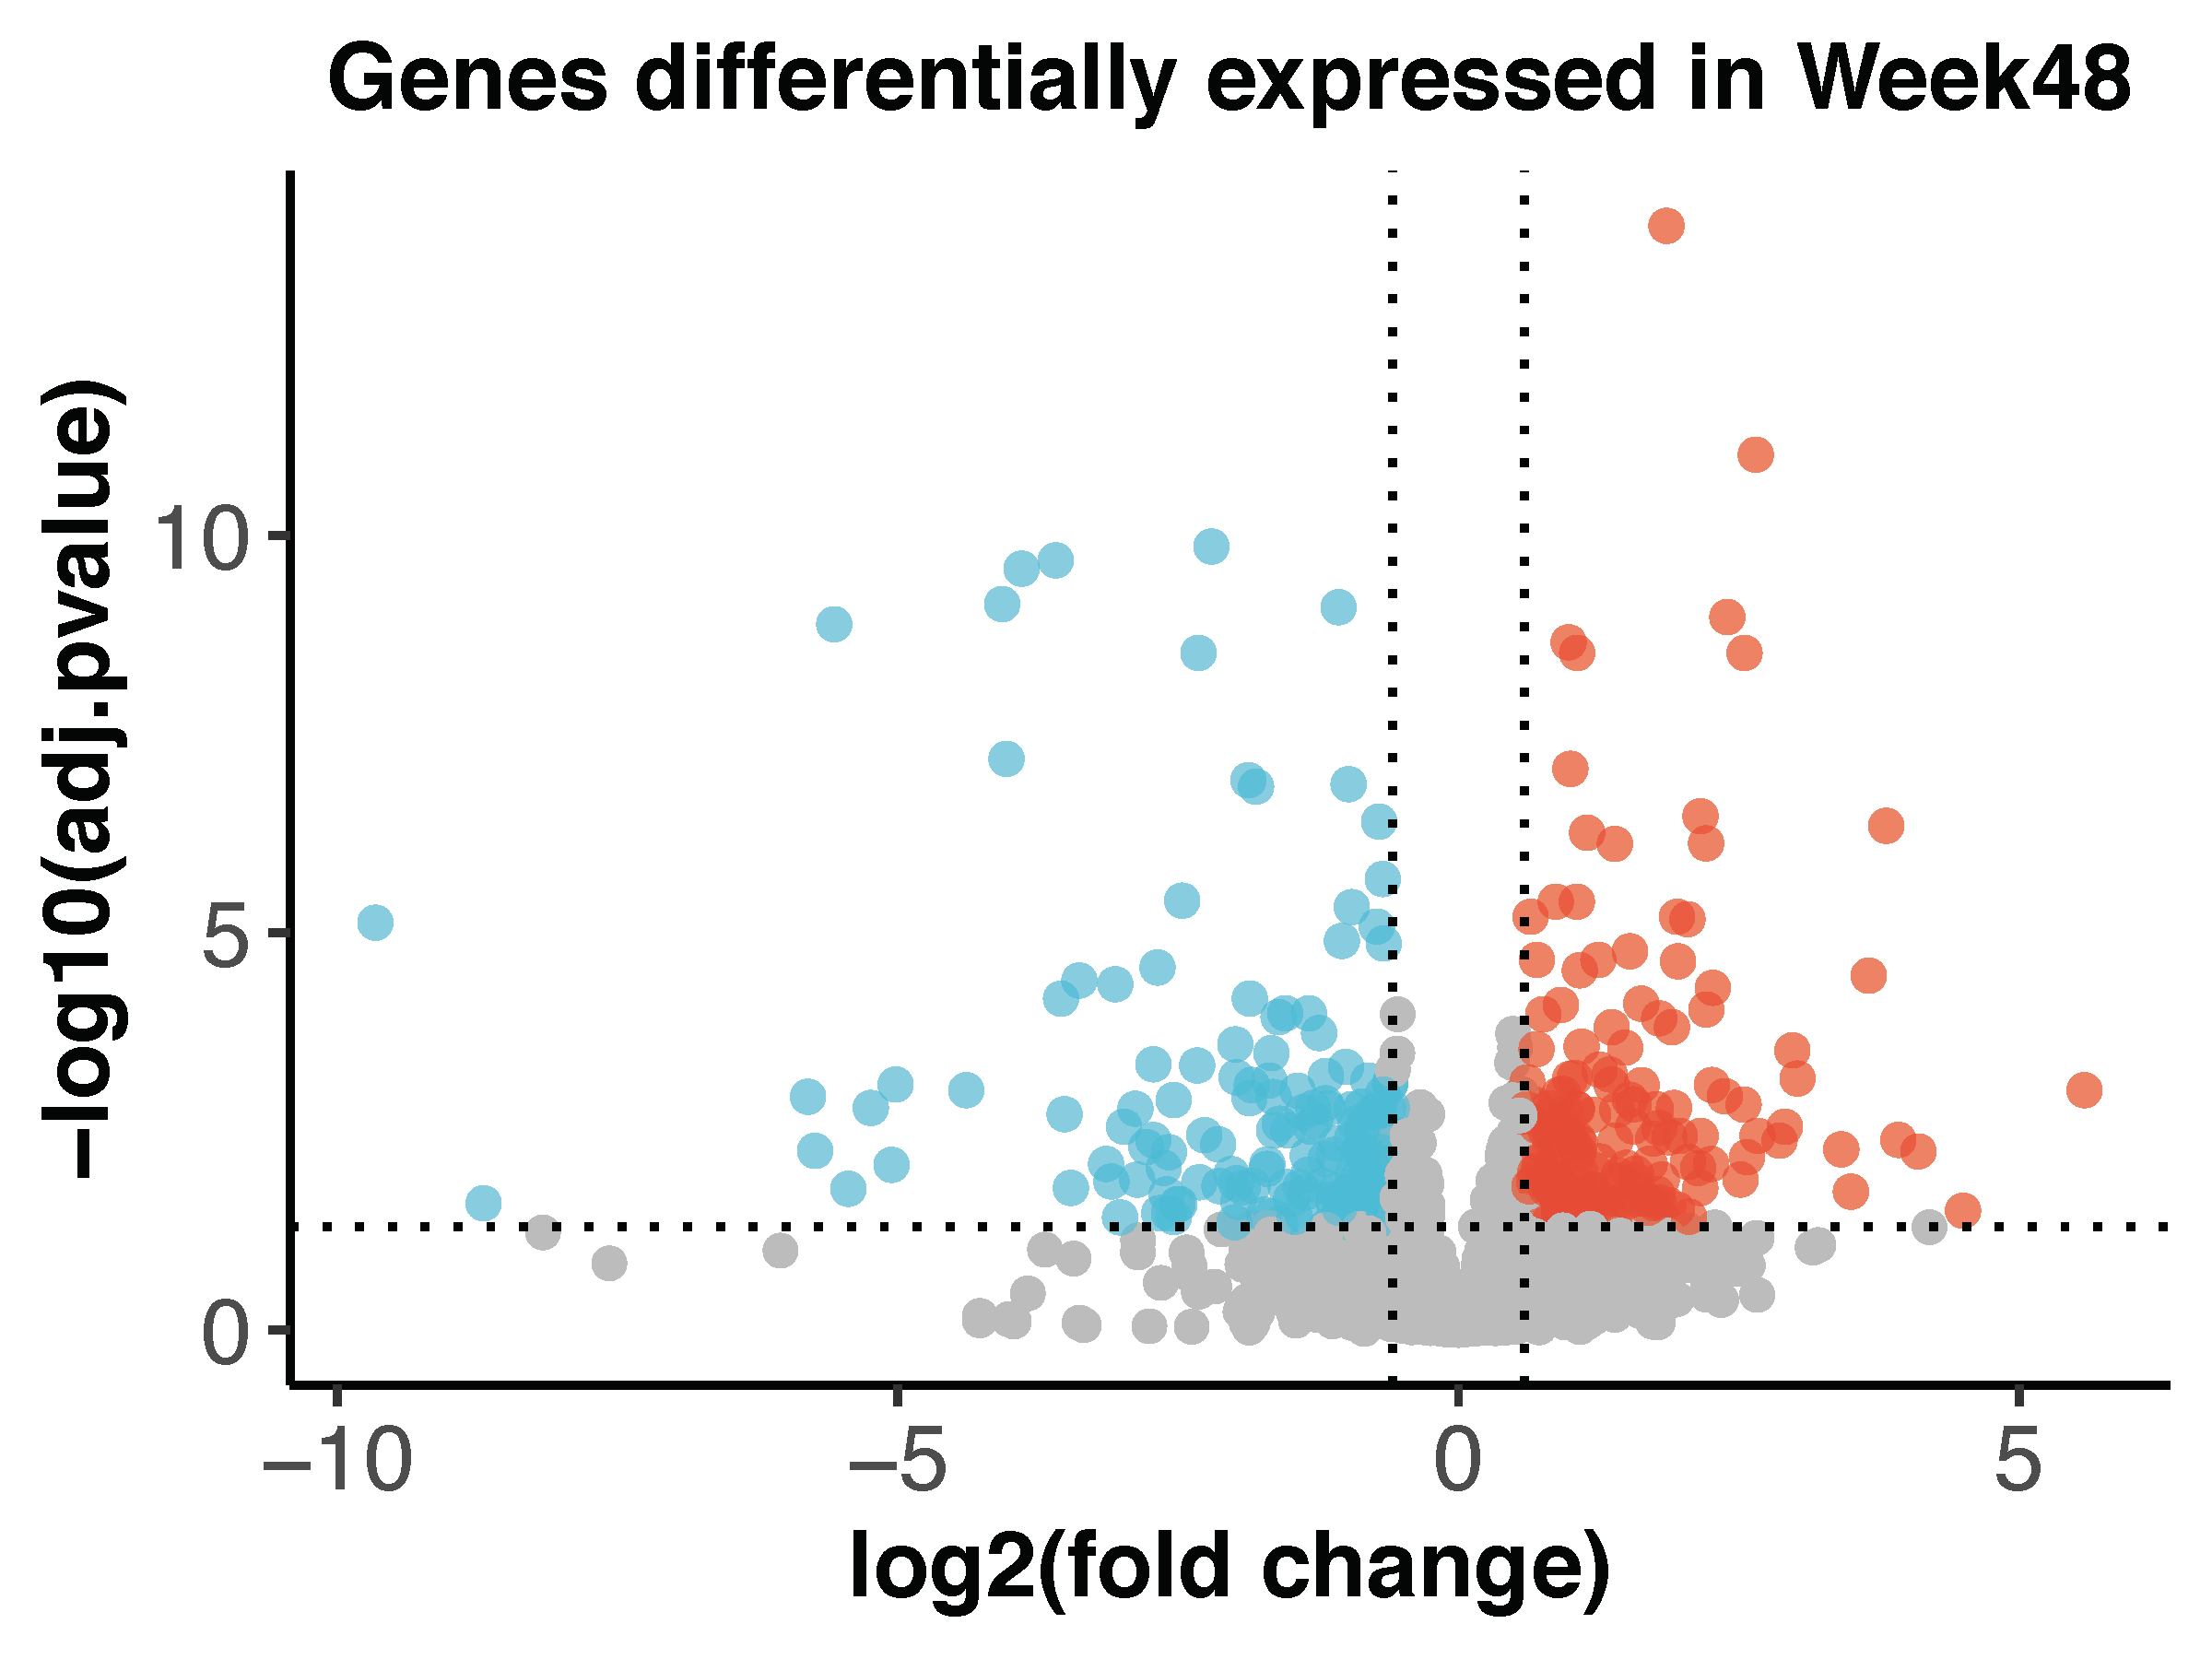 Genes differentially expressed in Week48
−log10(adj.pvalue)
10
5
0
−10
−5
0
5
log2(fold change)